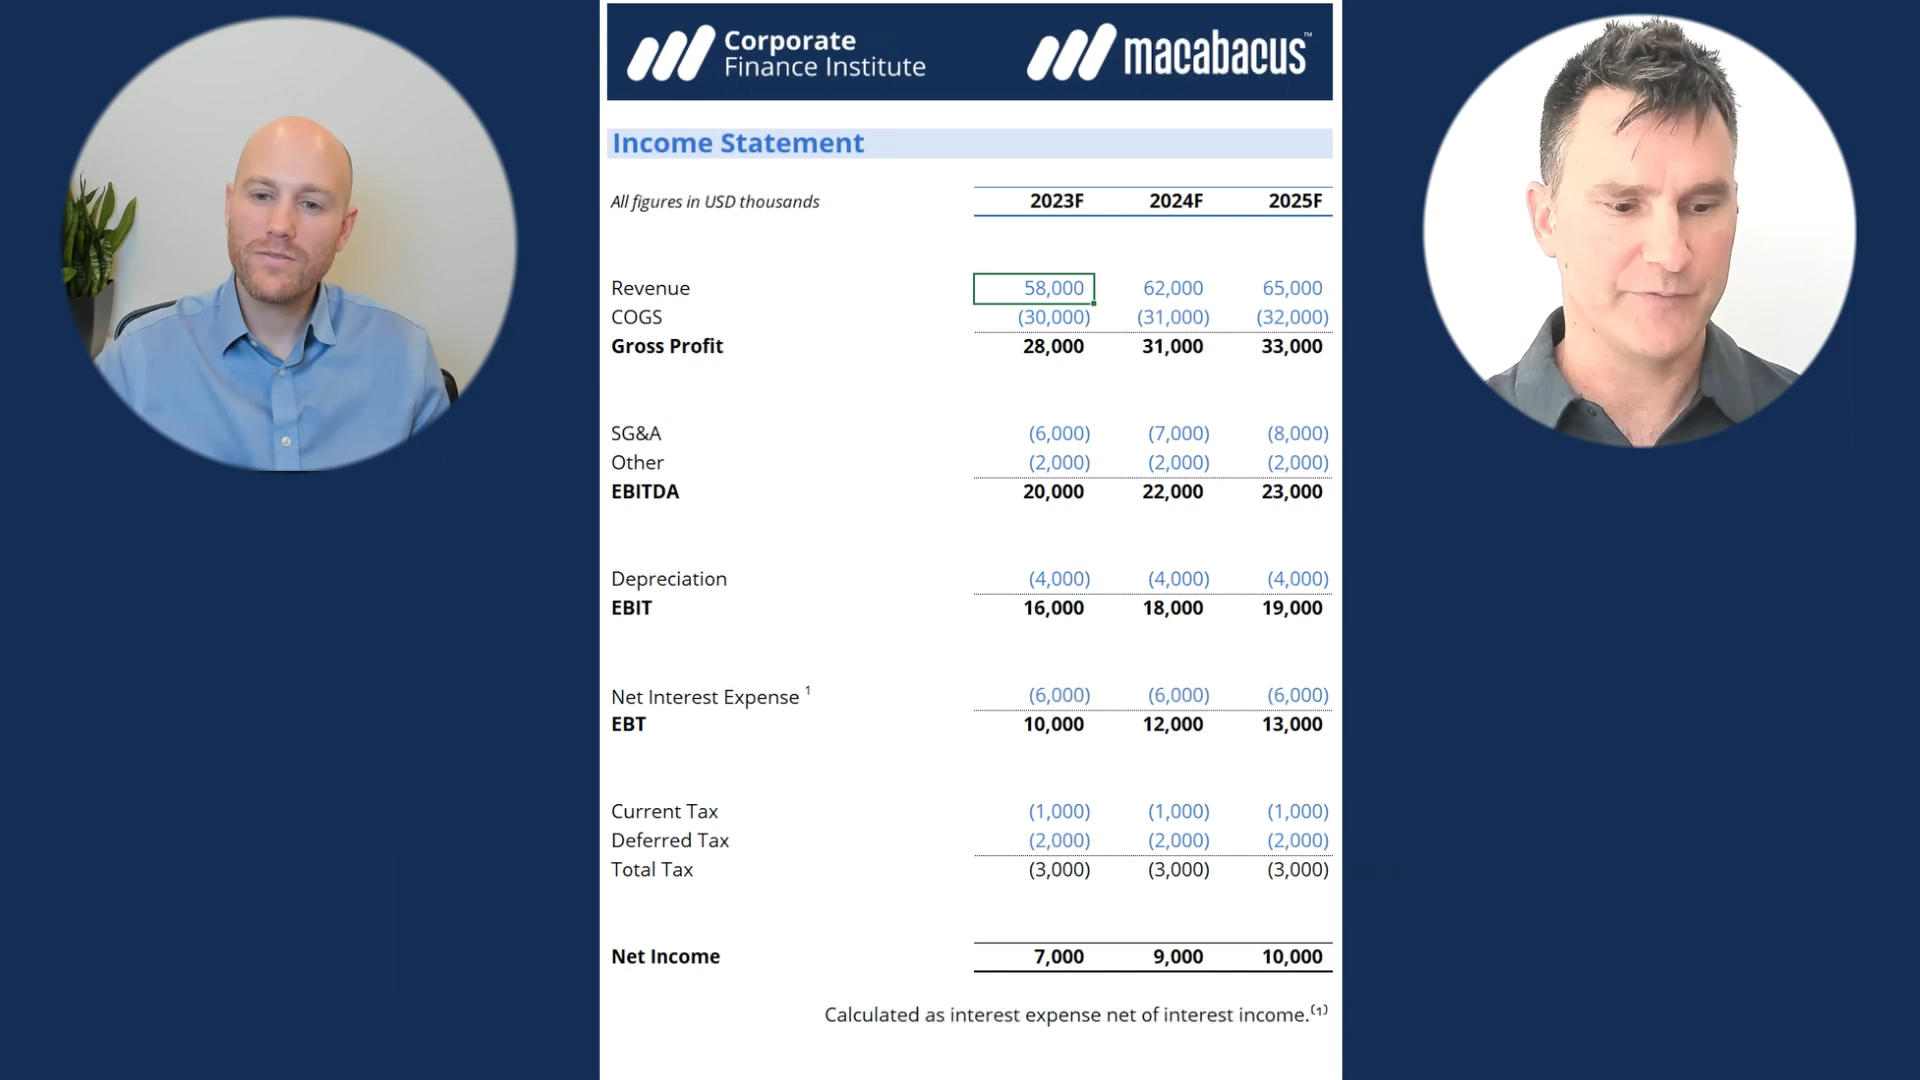 Corporate
Finance Institute
macabacus™
Income Statement
All figures in USD thousands 2023F 2024F 2025F
Revenue 58,000 62,000 65,000
COGS (30,000) (31,000) (32,000)
Gross Profit 28,000 31,000 33,000
SG&A (6,000) (7,000) (8,000)
Other (2,000) (2,000) (2,000)
EBITDA 20,000 22,000 23,000
Depreciation (4,000) (4,000) (4,000)
EBIT 16,000 18,000 19,000
Net Interest Expense ¹ (6,000) (6,000) (6,000)
EBT 10,000 12,000 13,000
Current Tax (1,000) (1,000) (1,000)
Deferred Tax (2,000) (2,000) (2,000)
Total Tax (3,000) (3,000) (3,000)
Net Income 7,000 9,000 10,000
Calculated as interest expense net of interest income.⁽¹⁾